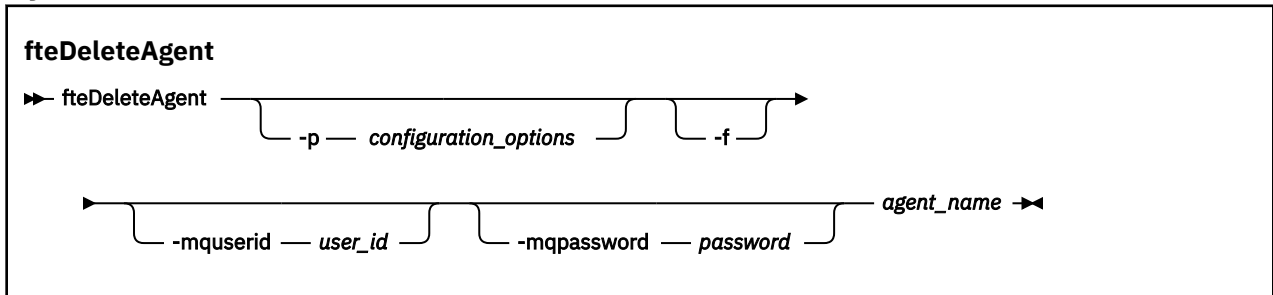 fteDeleteAgent
fteDeleteAgent
-p configuration_options -f
agent_name
-mquserid user_id -mqpassword password